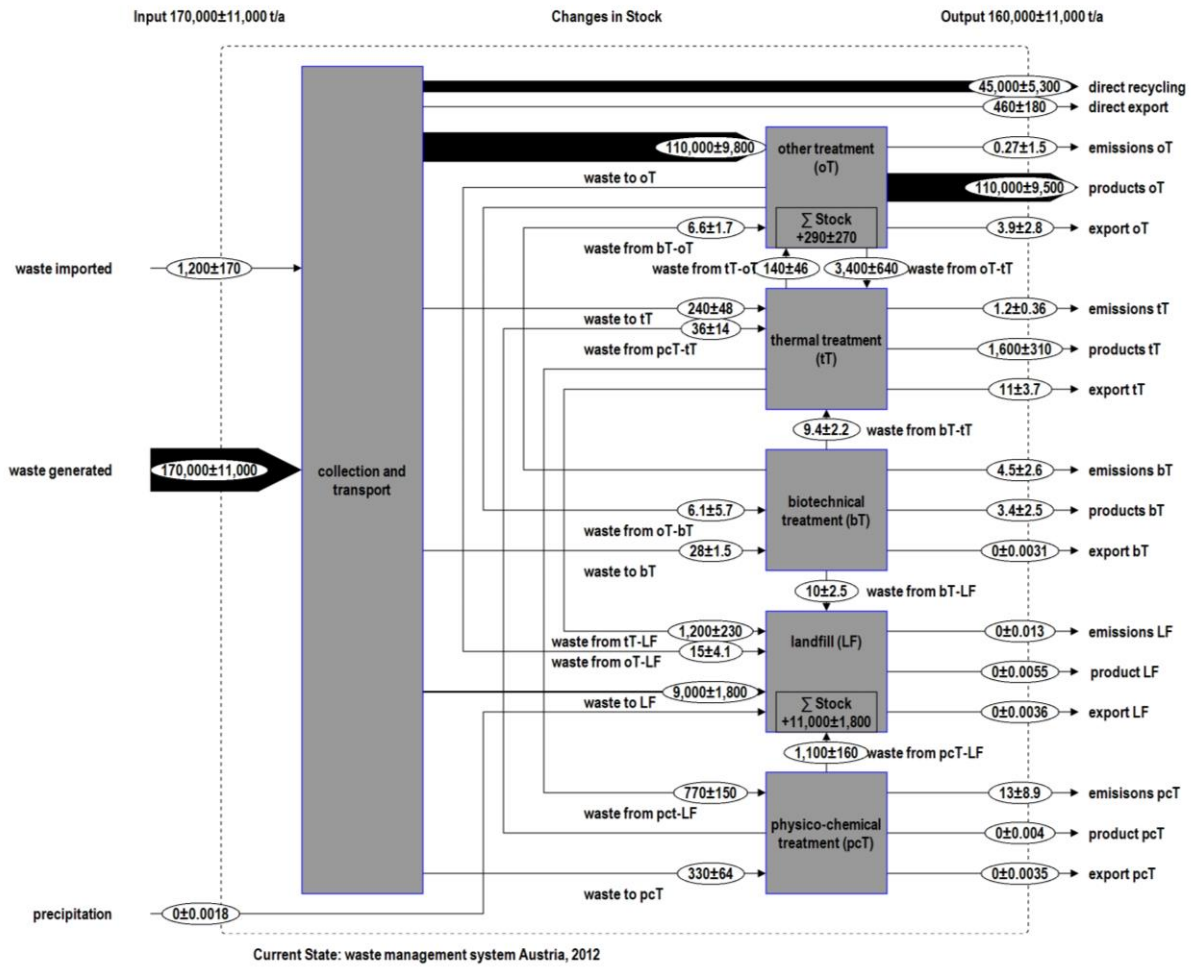 Input 170,000±11,000 t/a
Changes in Stock
Output 160,000±11,000 t/a
45,000±5,300
direct recycling
460±180
direct export
110,000±9,800
other treatment
(oT)
0.27±1.5
emissions oT
waste to oT
110,000±9,500
products oT
∑ Stock
+290±270
6.6±1.7
3.9±2.8
export oT
waste from bT-oT
waste imported
1,200±170
waste from tT-oT
140±46
3,400±640
waste from oT-tT
240±48
1.2±0.36
emissions tT
waste to tT
36±14
thermal treatment
(tT)
1,600±310
products tT
waste from pcT-tT
11±3.7
export tT
9.4±2.2
waste from bT-tT
waste generated
170,000±11,000
collection and
transport
4.5±2.6
emissions bT
6.1±5.7
biotechnical
treatment (bT)
3.4±2.5
products bT
waste from oT-bT
28±1.5
0±0.0031
export bT
waste to bT
10±2.5
waste from bT-LF
1,200±230
landfill (LF)
0±0.013
emissions LF
waste from tT-LF
15±4.1
waste from oT-LF
0±0.0055
product LF
9,000±1,800
waste to LF
∑ Stock
+11,000±1,800
0±0.0036
export LF
1,100±160
waste from pcT-LF
770±150
13±8.9
emisisons pcT
waste from pct-LF
physico-chemical
treatment (pcT)
0±0.004
product pcT
330±64
0±0.0035
export pcT
waste to pcT
precipitation
0±0.0018
Current State: waste management system Austria, 2012